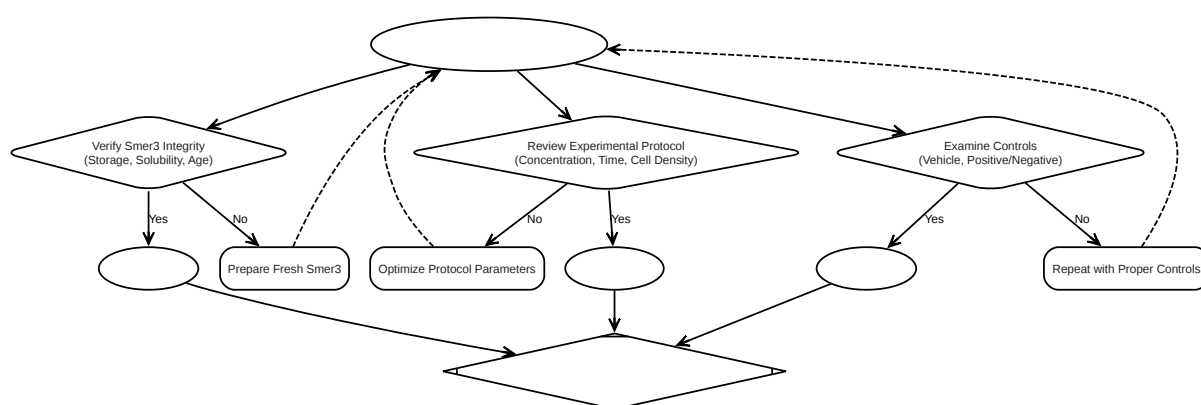 Verify Smer3 Integrity
(Storage, Solubility, Age)
Review Experimental Protocol
(Concentration, Time, Cell Density)
Examine Controls
(Vehicle, Positive/Negative)
Yes
No
No
Yes
Yes
No
Prepare Fresh Smer3
Optimize Protocol Parameters
Repeat with Proper Controls